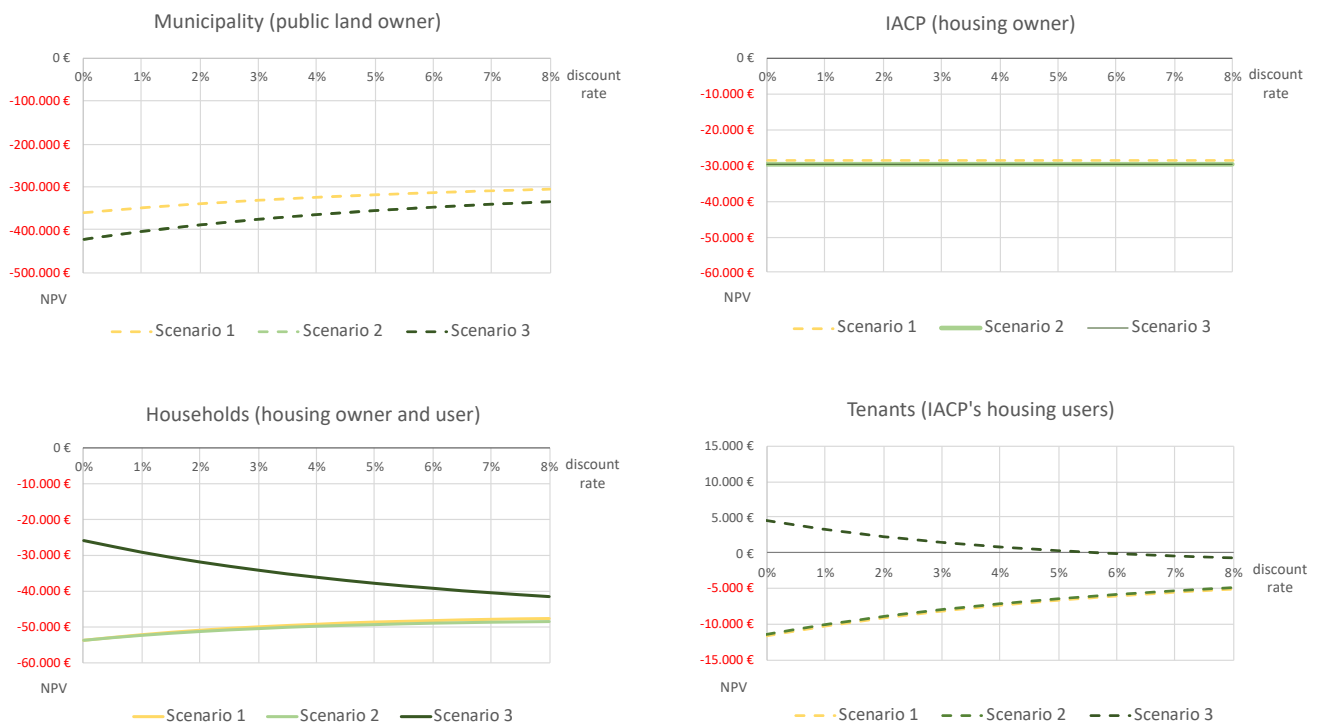 Municipality (public land owner)
0 €
0% 1% 2% 3% 4% 5% 6% 7% 8% discount
rate
-100.000 €
-200.000 €
-300.000 €
-400.000 €
-500.000 €
NPV
Scenario 1 Scenario 2 Scenario 3
IACP (housing owner)
0 €
0% 1% 2% 3% 4% 5% 6% 7% 8% discount
rate
-10.000 €
-20.000 €
-30.000 €
-40.000 €
-50.000 €
-60.000 €
NPV
Scenario 1 Scenario 2 Scenario 3
Households (housing owner and user)
0 €
0% 1% 2% 3% 4% 5% 6% 7% 8% discount
rate
-10.000 €
-20.000 €
-30.000 €
-40.000 €
-50.000 €
-60.000 €
NPV
Scenario 1 Scenario 2 Scenario 3
Tenants (IACP's housing users)
15.000 €
10.000 €
5.000 €
0 €
0% 1% 2% 3% 4% 5% 6% 7% 8% discount
rate
-5.000 €
-10.000 €
-15.000 €
NPV
Scenario 1 Scenario 2 Scenario 3